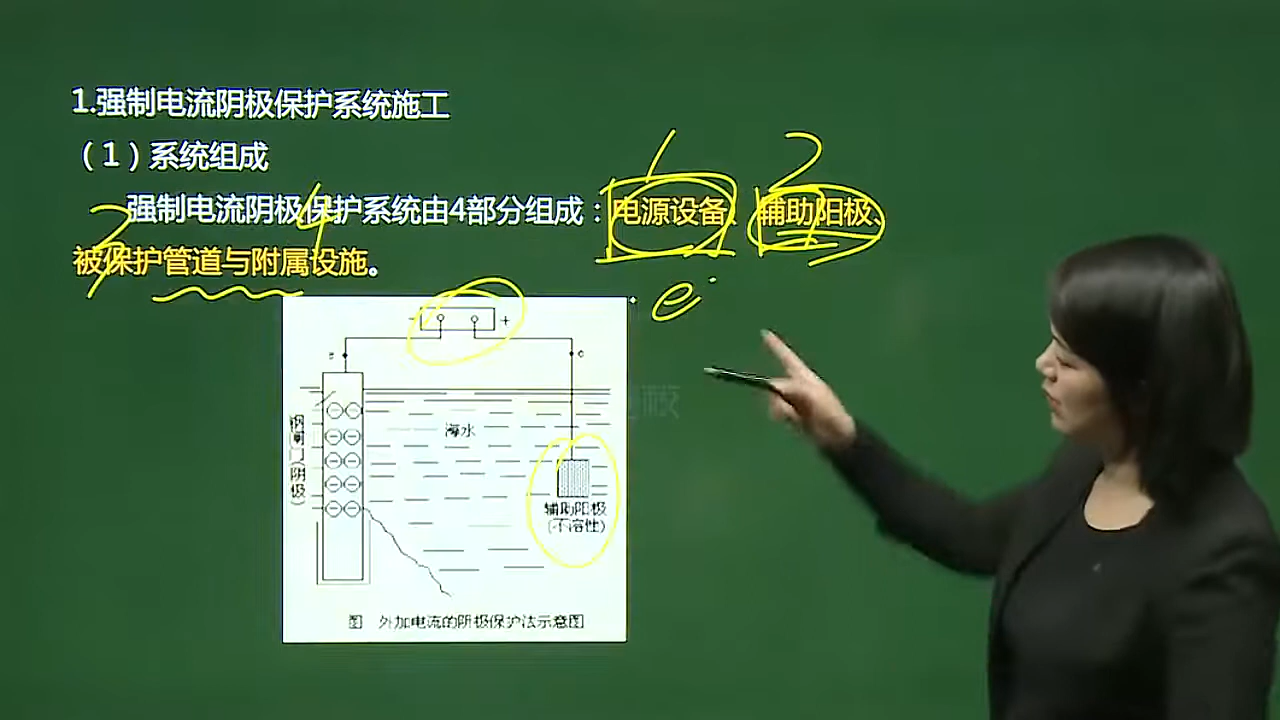 1.强制电流阴极保护系统施工
（1）系统组成
强制电流阴极保护系统由4部分组成：电源设备、辅助阳极、
被保护管道与附属设施。
1
2
3
4
e-
- +
e
e
海水
钢闸门(阴极)
辅助阳极
(不溶性)
图 外加电流的阴极保护法示意图